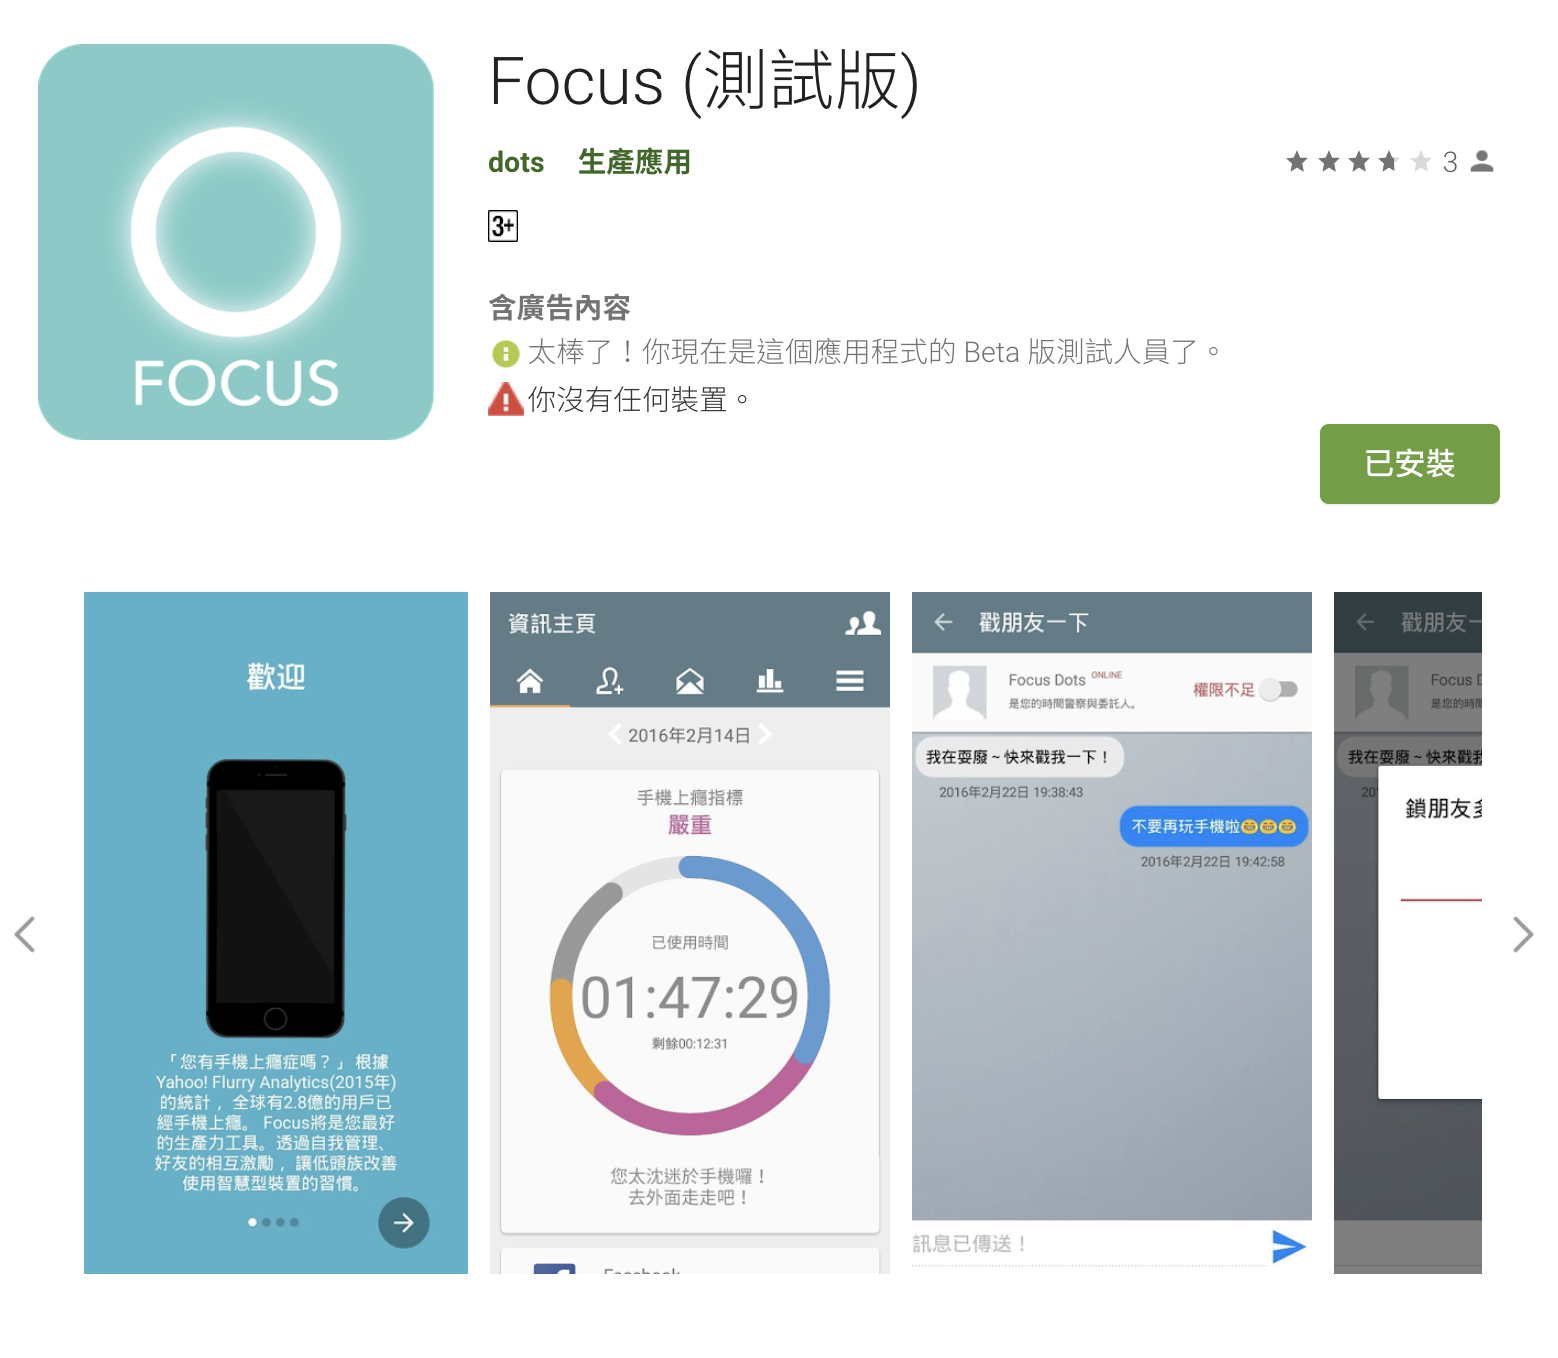 FOCUS
Focus (測試版)
dots 生產應用
3
3+
含廣告內容
太棒了！你現在是這個應用程式的 Beta 版測試人員了。
你沒有任何裝置。
已安裝
歡迎
「您有手機上癮症嗎？」根據
Yahoo! Flurry Analytics(2015年)
的統計，全球有2.8億的用戶已
經手機上癮。 Focus將是您最好
的生產力工具。透過自我管理、
好友的相互激勵，讓低頭族改善
使用智慧型裝置的習慣。
資訊主頁
2016年2月14日
手機上癮指標
嚴重
已使用時間
01:47:29
剩餘00:12:31
您太沈迷於手機囉！
去外面走走吧！
Facebook
戳朋友一下
Focus Dots ONLINE
是您的時間警察與委託人。
權限不足
我在耍廢～快來戳我一下！
2016年2月22日 19:38:43
不要再玩手機啦😂😂😂
2016年2月22日 19:42:58
訊息已傳送！
戳朋友一
Focus D
是您的時間
我在耍廢～快來戳我
20
鎖朋友多